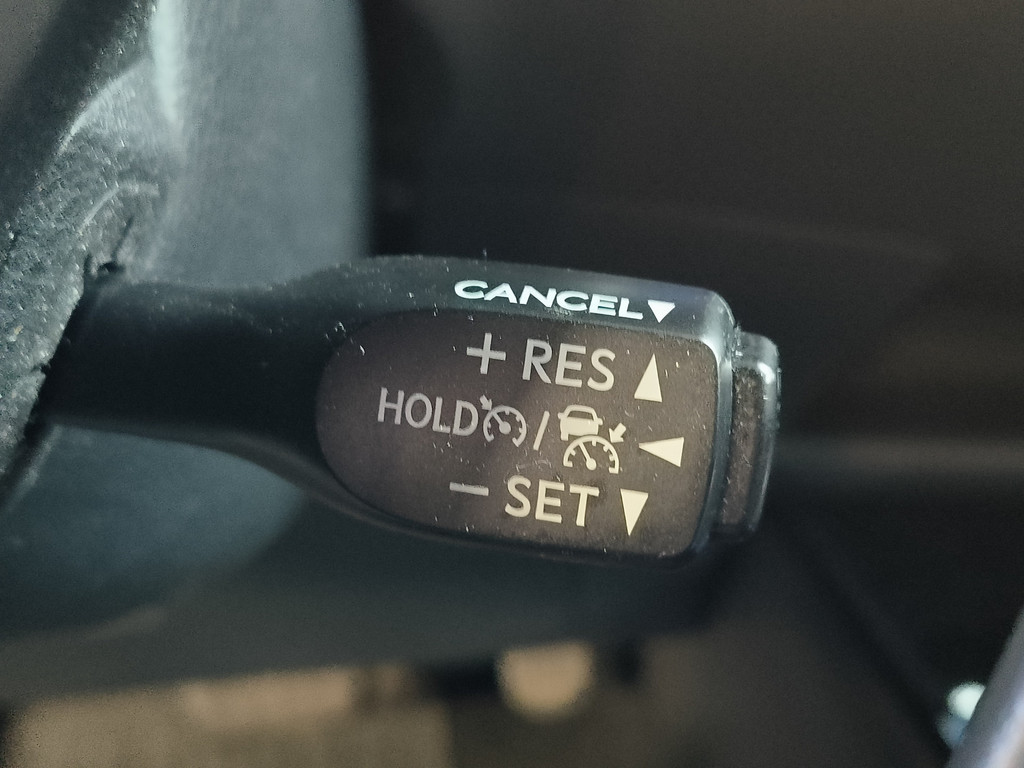 CANCEL
+ RES
HOLD /
- SET